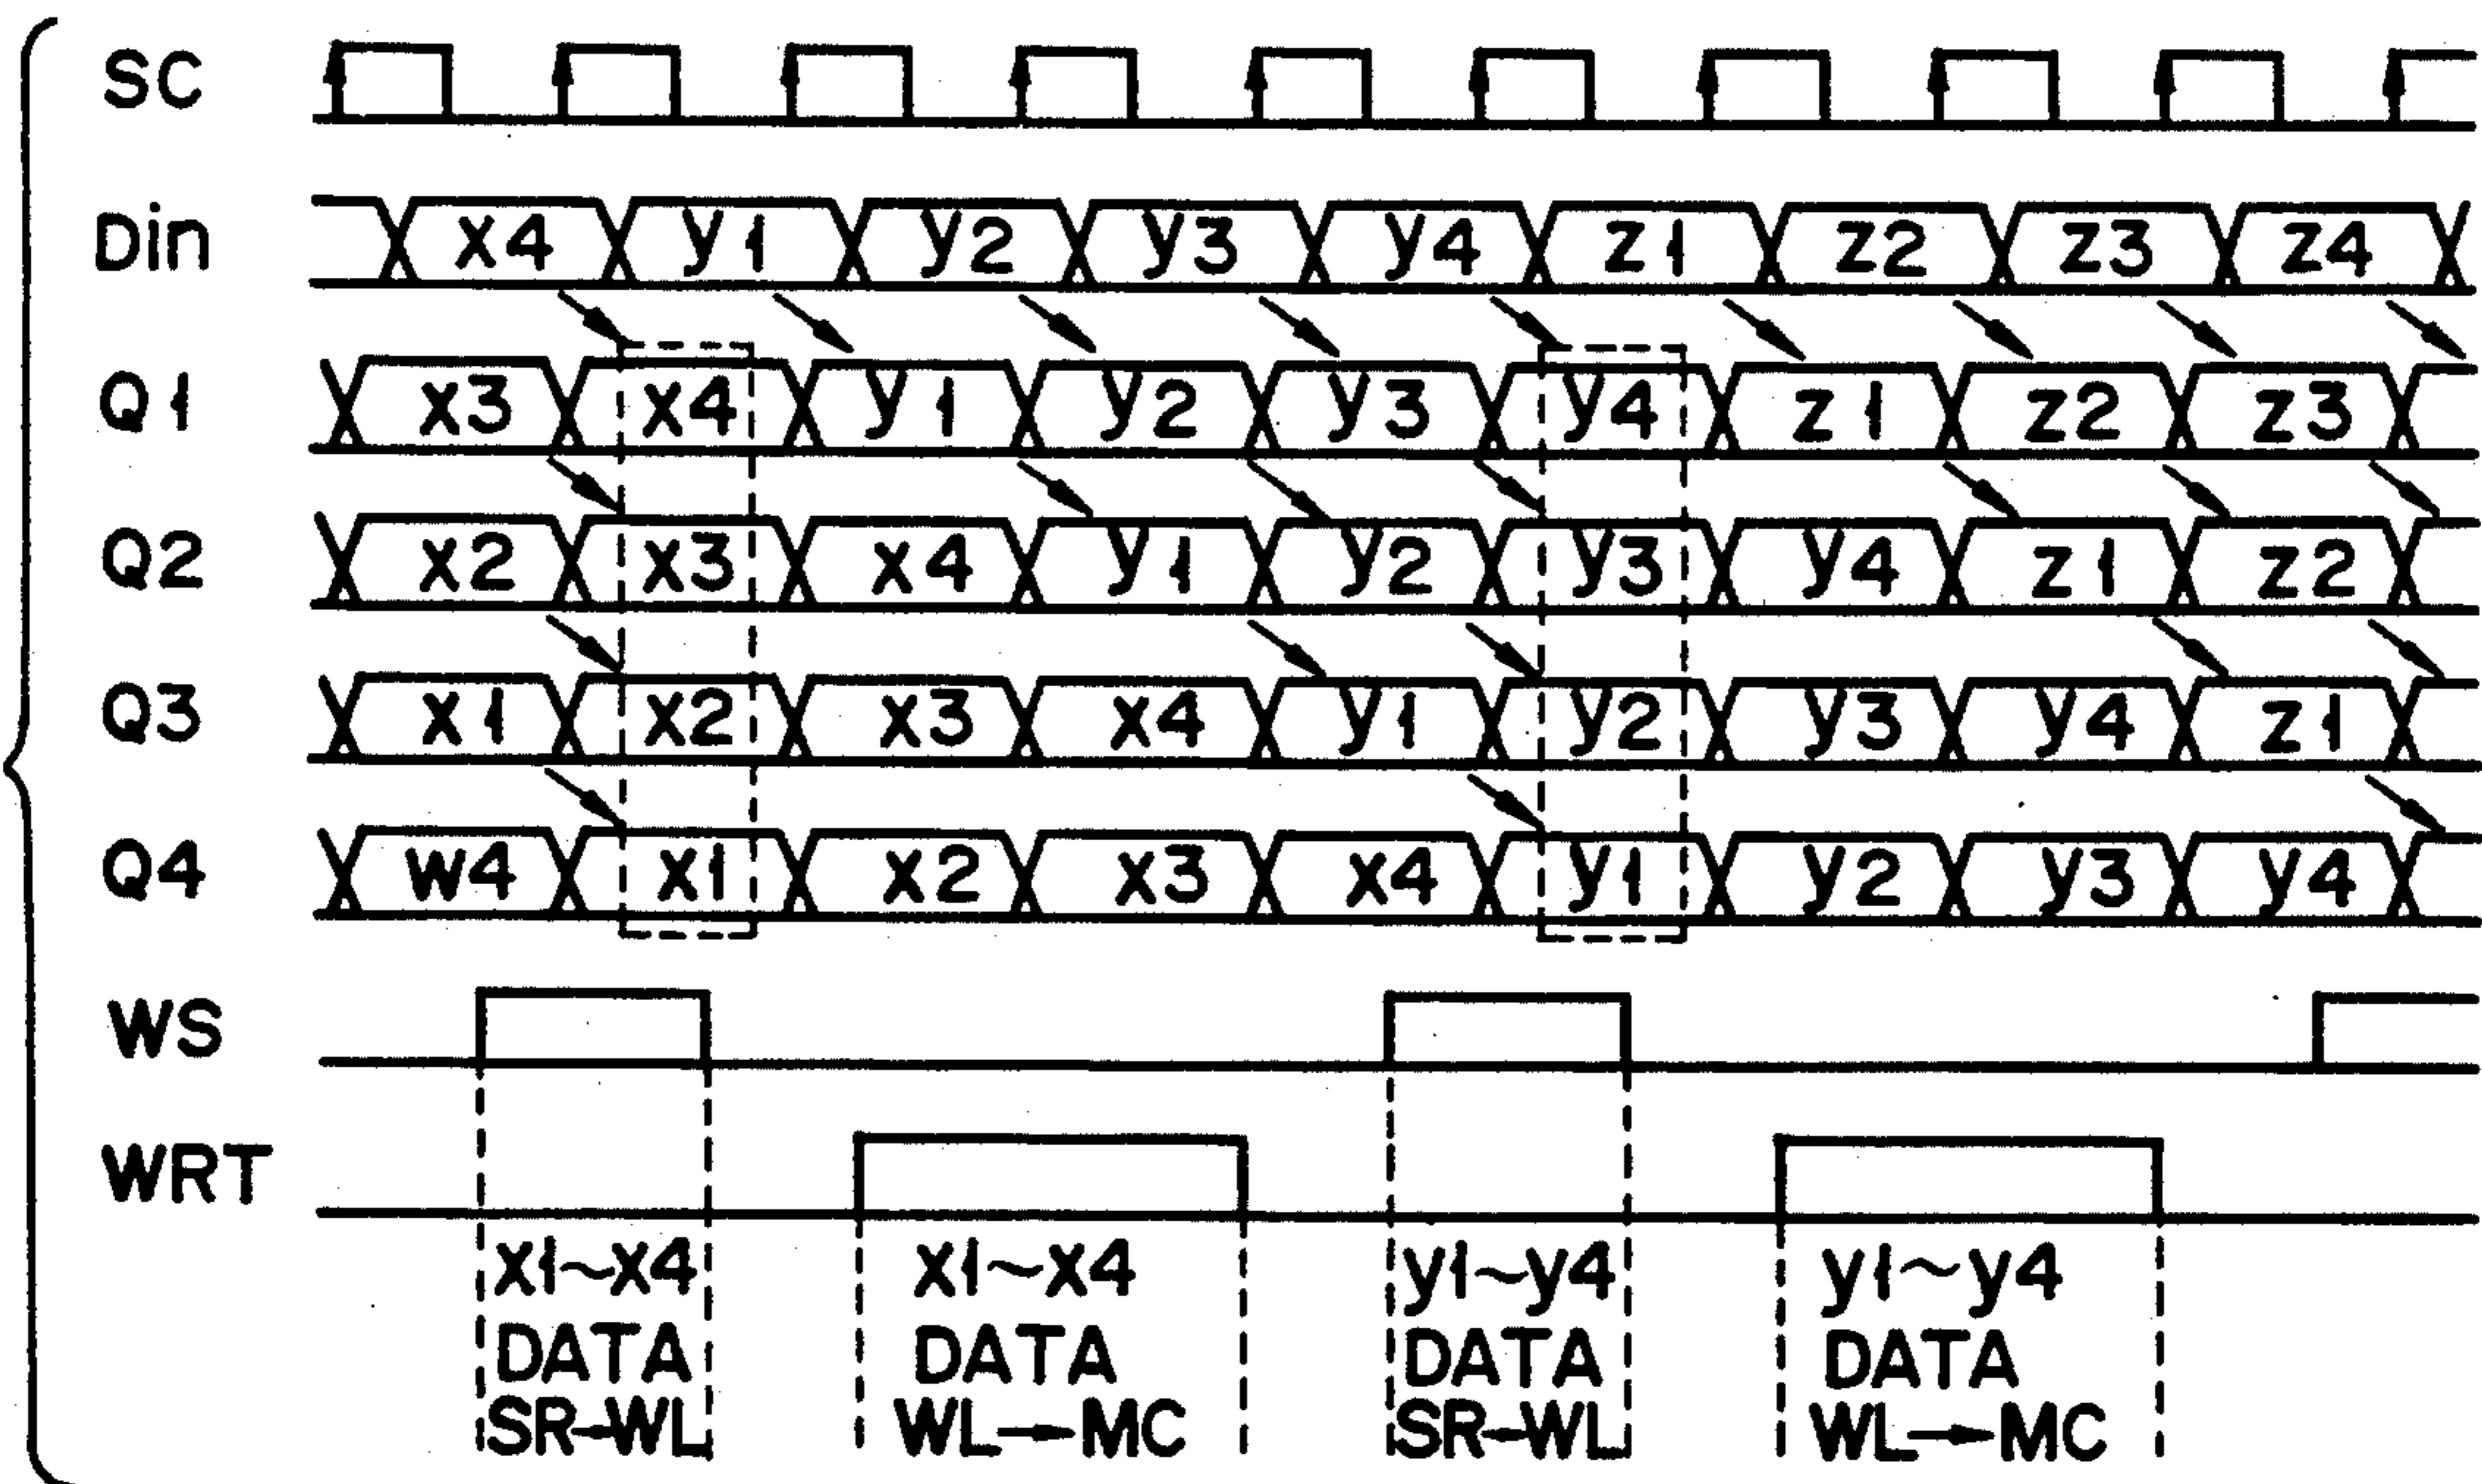 SC
Din x4 y1 y2 y3 y4 z1 z2 z3 z4
Q1 x3 x4 y1 y2 y3 y4 z1 z2 z3
Q2 x2 x3 x4 y1 y2 y3 y4 z1 z2
Q3 x1 x2 x3 x4 y1 y2 y3 y4 z1
Q4 w4 x1 x2 x3 x4 y1 y2 y3 y4
WS
WRT
x1~x4 x1~x4 y1~y4 y1~y4
DATA DATA DATA DATA
SR→WL WL→MC SR→WL WL→MC